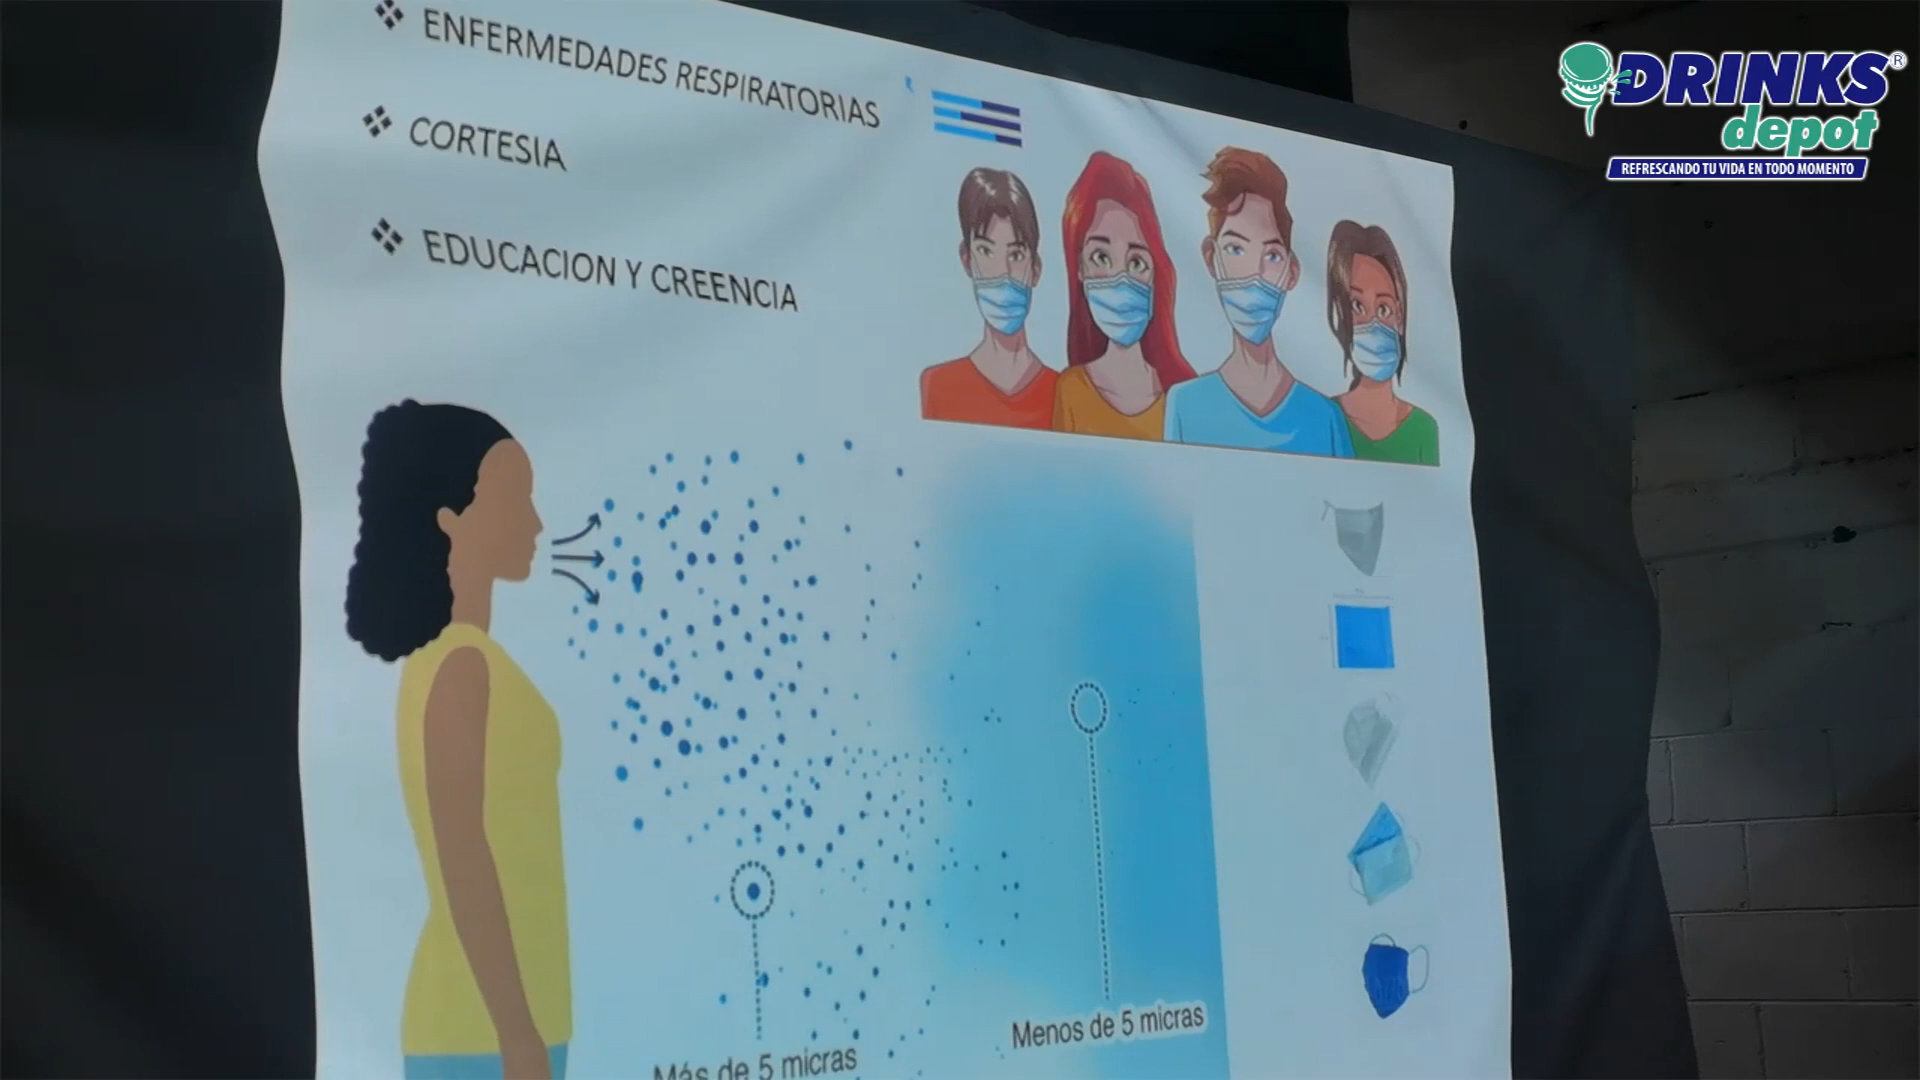 ENFERMEDADES RESPIRATORIAS
CORTESIA
EDUCACION Y CREENCIA
Más de 5 micras
Menos de 5 micras
DRINKS®
depot
REFRESCANDO TU VIDA EN TODO MOMENTO